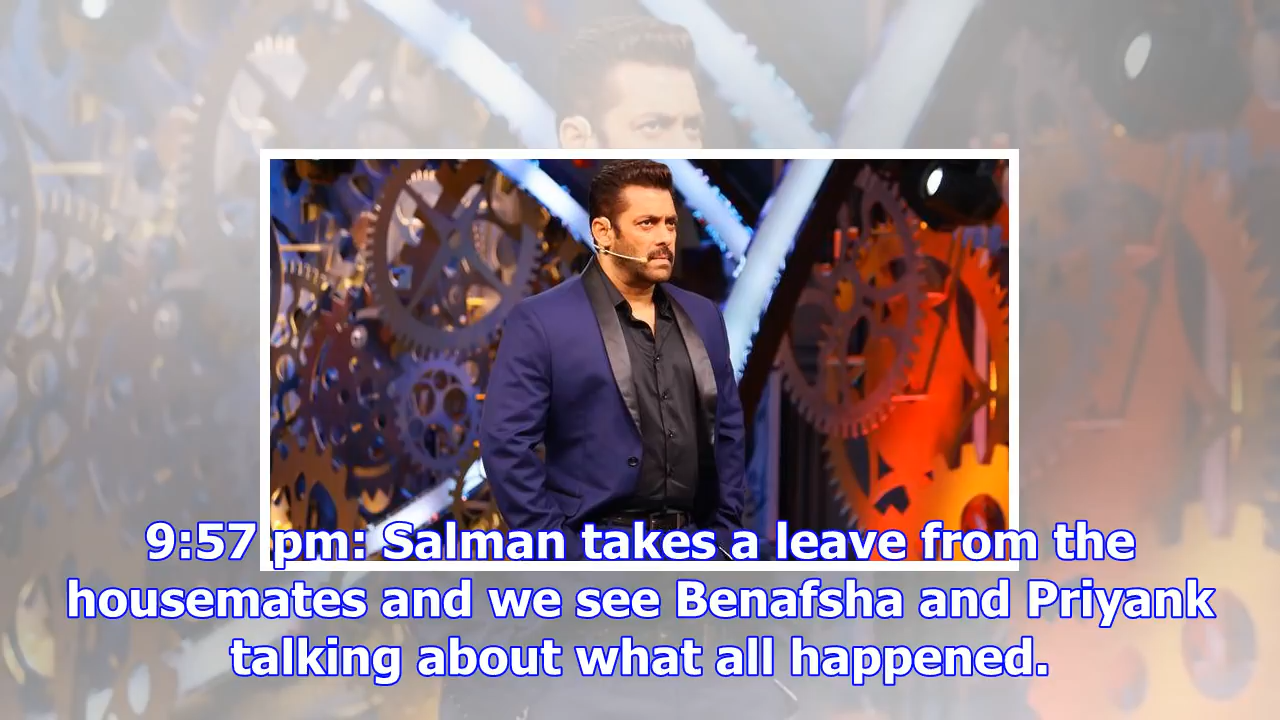 9:57 pm: Salman takes a leave from the
housemates and we see Benafsha and Priyank
talking about what all happened.